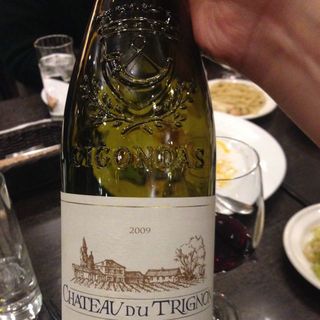 GIGONDAS
2009
CHATEAU DU TRIGNON